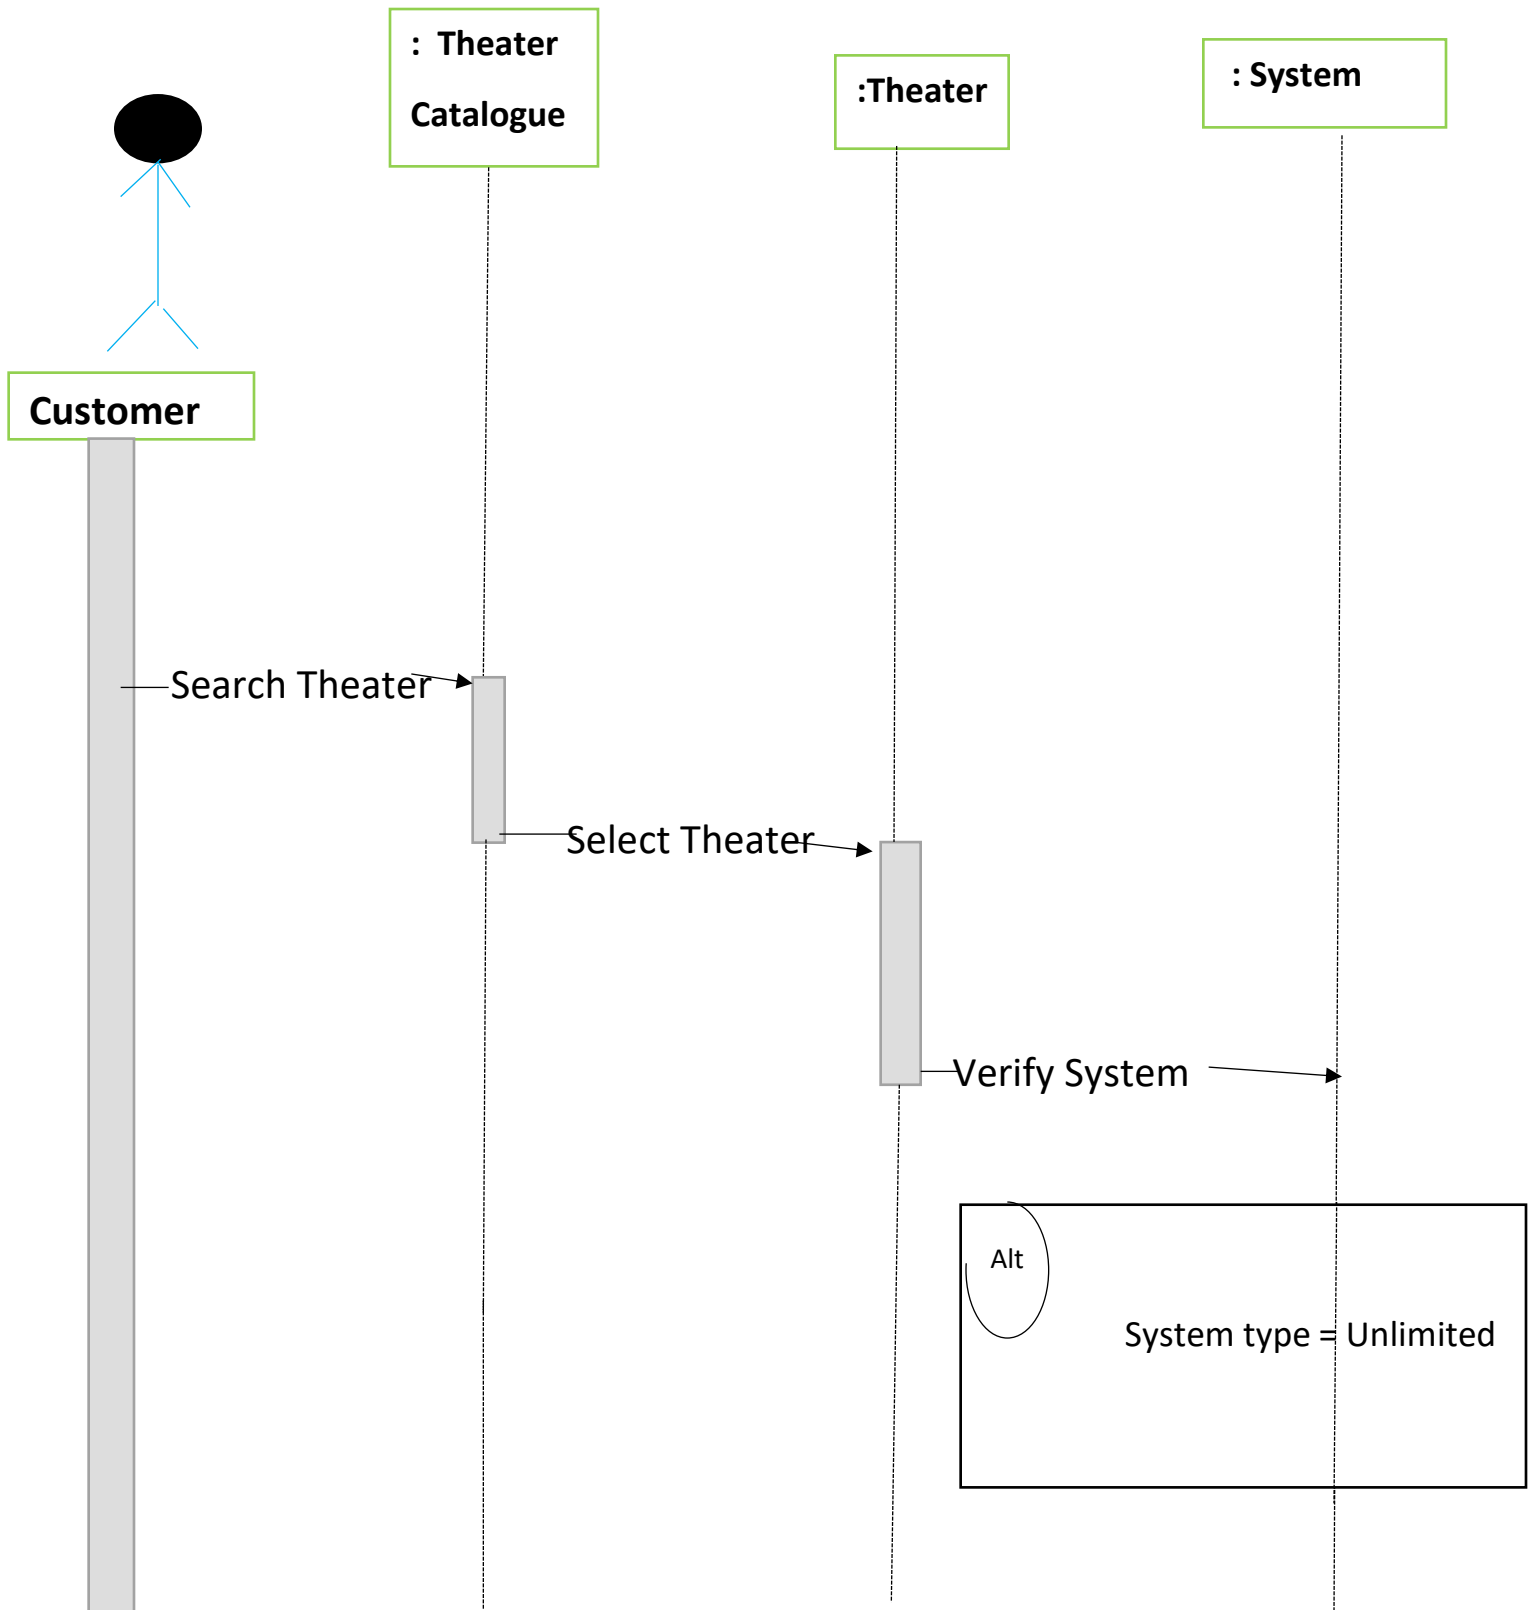 : Theater
Catalogue
:Theater
: System
Customer
Search Theater
Select Theater
Verify System
Alt
System type = Unlimited